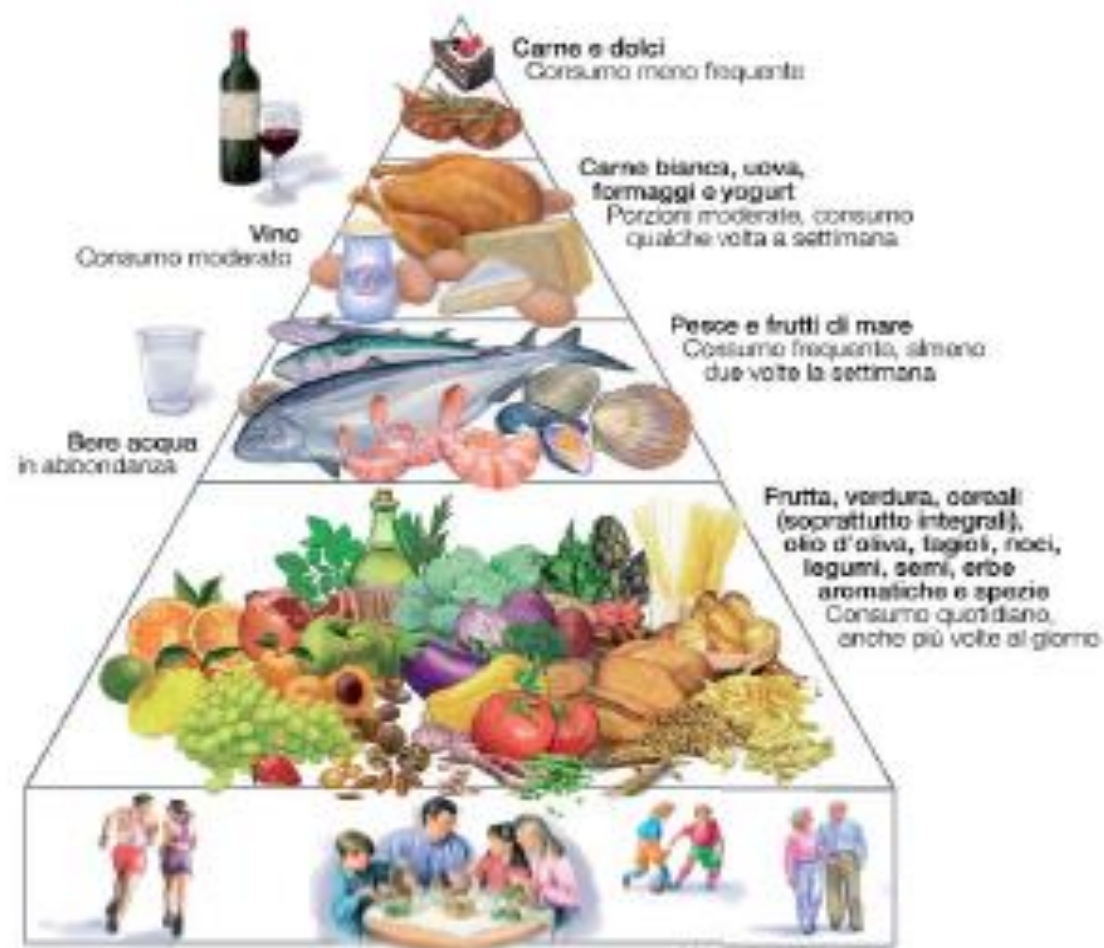 Carne e dolci
Consumo meno frequente
Carne bianca, uova,
formaggi e yogurt
Porzioni moderate, consumo
qualche volta a settimana
Vino
Consumo moderato
Pesce e frutti di mare
Consumo frequente, almeno
due volte la settimana
Bere acqua
in abbondanza
Frutta, verdura, cereali
(soprattutto integrali),
olio d'oliva, fagioli, noci,
legumi, semi, erbe
aromatiche e spezie
Consumo quotidiano,
anche più volte al giorno